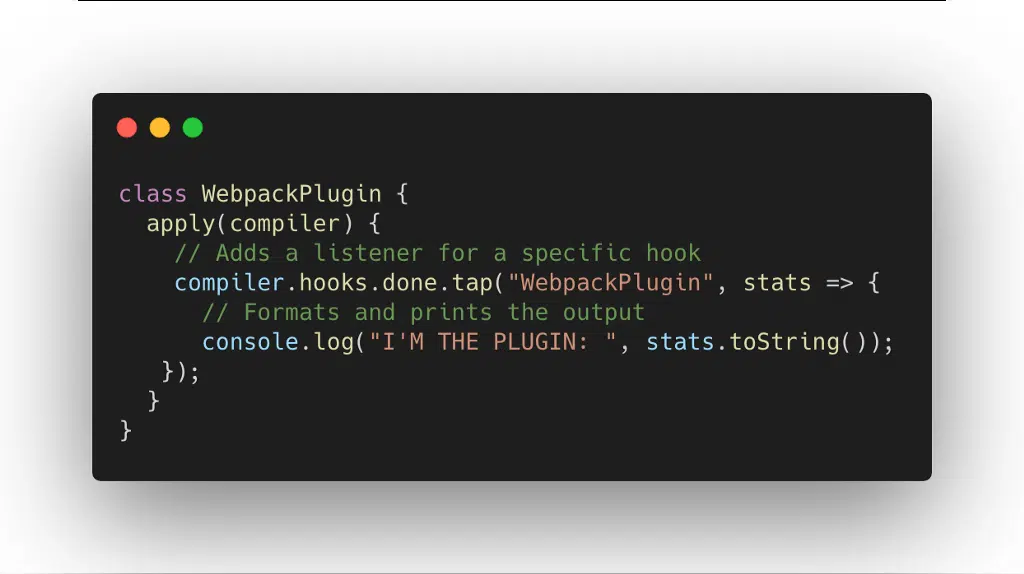 class WebpackPlugin {
  apply(compiler) {
    // Adds a listener for a specific hook
    compiler.hooks.done.tap("WebpackPlugin", stats => {
      // Formats and prints the output
      console.log("I'M THE PLUGIN: ", stats.toString());
   });
  }
}